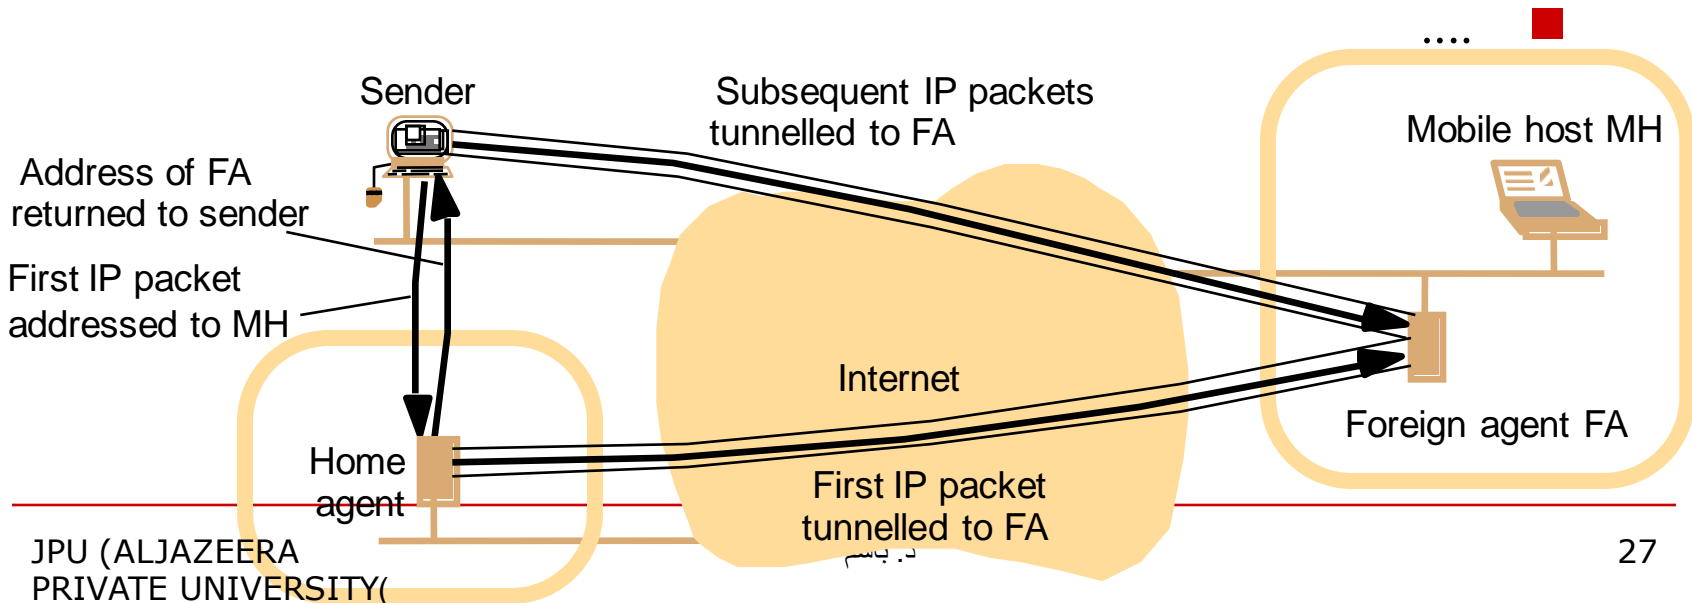 ....
Sender
Subsequent IP packets
tunnelled to FA
Mobile host MH
Address of FA
returned to sender
First IP packet
addressed to MH
Internet
Foreign agent FA
Home
agent
First IP packet
tunnelled to FA
JPU (ALJAZEERA
PRIVATE UNIVERSITY(
د. باسم
27